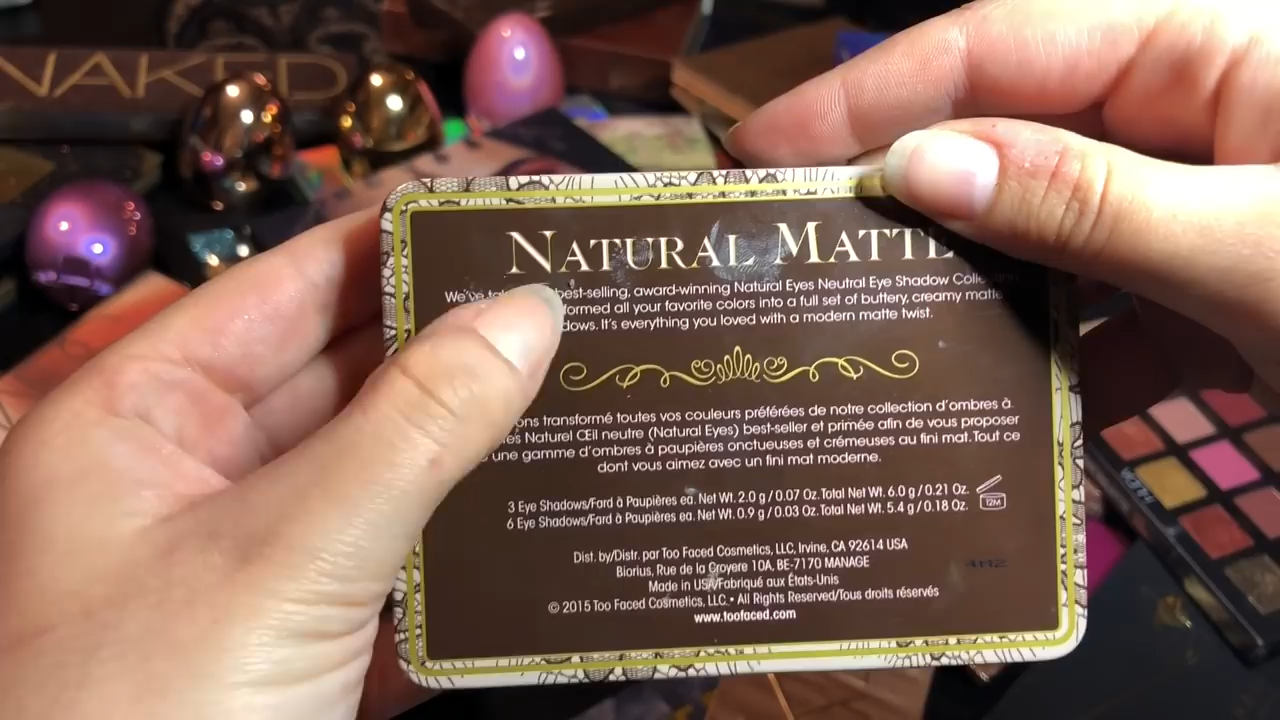 NAKED
NATURAL MATTE
We've best-selling, award-winning Natural Eyes Neutral Eye Shadow
formed all your favorite colors into a full set of buttery, creamy matte
dows. It's everything you loved with a modern matte twist.
ons transformé toutes vos couleurs préférées de notre collection d'ombres à
es Naturel Œil neutre (Natural Eyes) best-seller et primée afin de vous proposer
une gamme d'ombres à paupières onctueuses et crémeuses au fini mat. Tout ce
dont vous aimez avec un fini mat moderne.
3 Eye Shadows/Fard à Paupières ea. Net Wt. 2.0 g / 0.07 Oz. Total Net Wt. 6.0 g / 0.21 Oz.
6 Eye Shadows/Fard à Paupières ea. Net Wt. 0.9 g / 0.03 Oz. Total Net Wt. 5.4 g / 0.18 Oz.
12M
Dist. by/Distr. par Too Faced Cosmetics, LLC, Irvine, CA 92614 USA
Biorius, Rue de la Croyere 10A, BE-7170 MANAGE
Made in USA/Fabriqué aux États-Unis
© 2015 Too Faced Cosmetics, LLC • All Rights Reserved/Tous droits réservés
www.toofaced.com